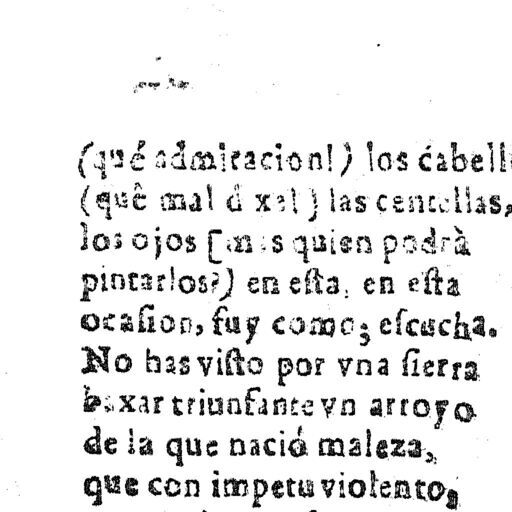 (qué admiracion!) los cabell
(què mal dixe!) las centellas,
los ojos [mas quien podrà
pintarlos?) en eſta, en eſta
ocaſion, fuy como; eſcucha.
No has viſto por vna ſierra
baxar triunfante vn arroyo
de la que nació maleza,
que con impetu violento,